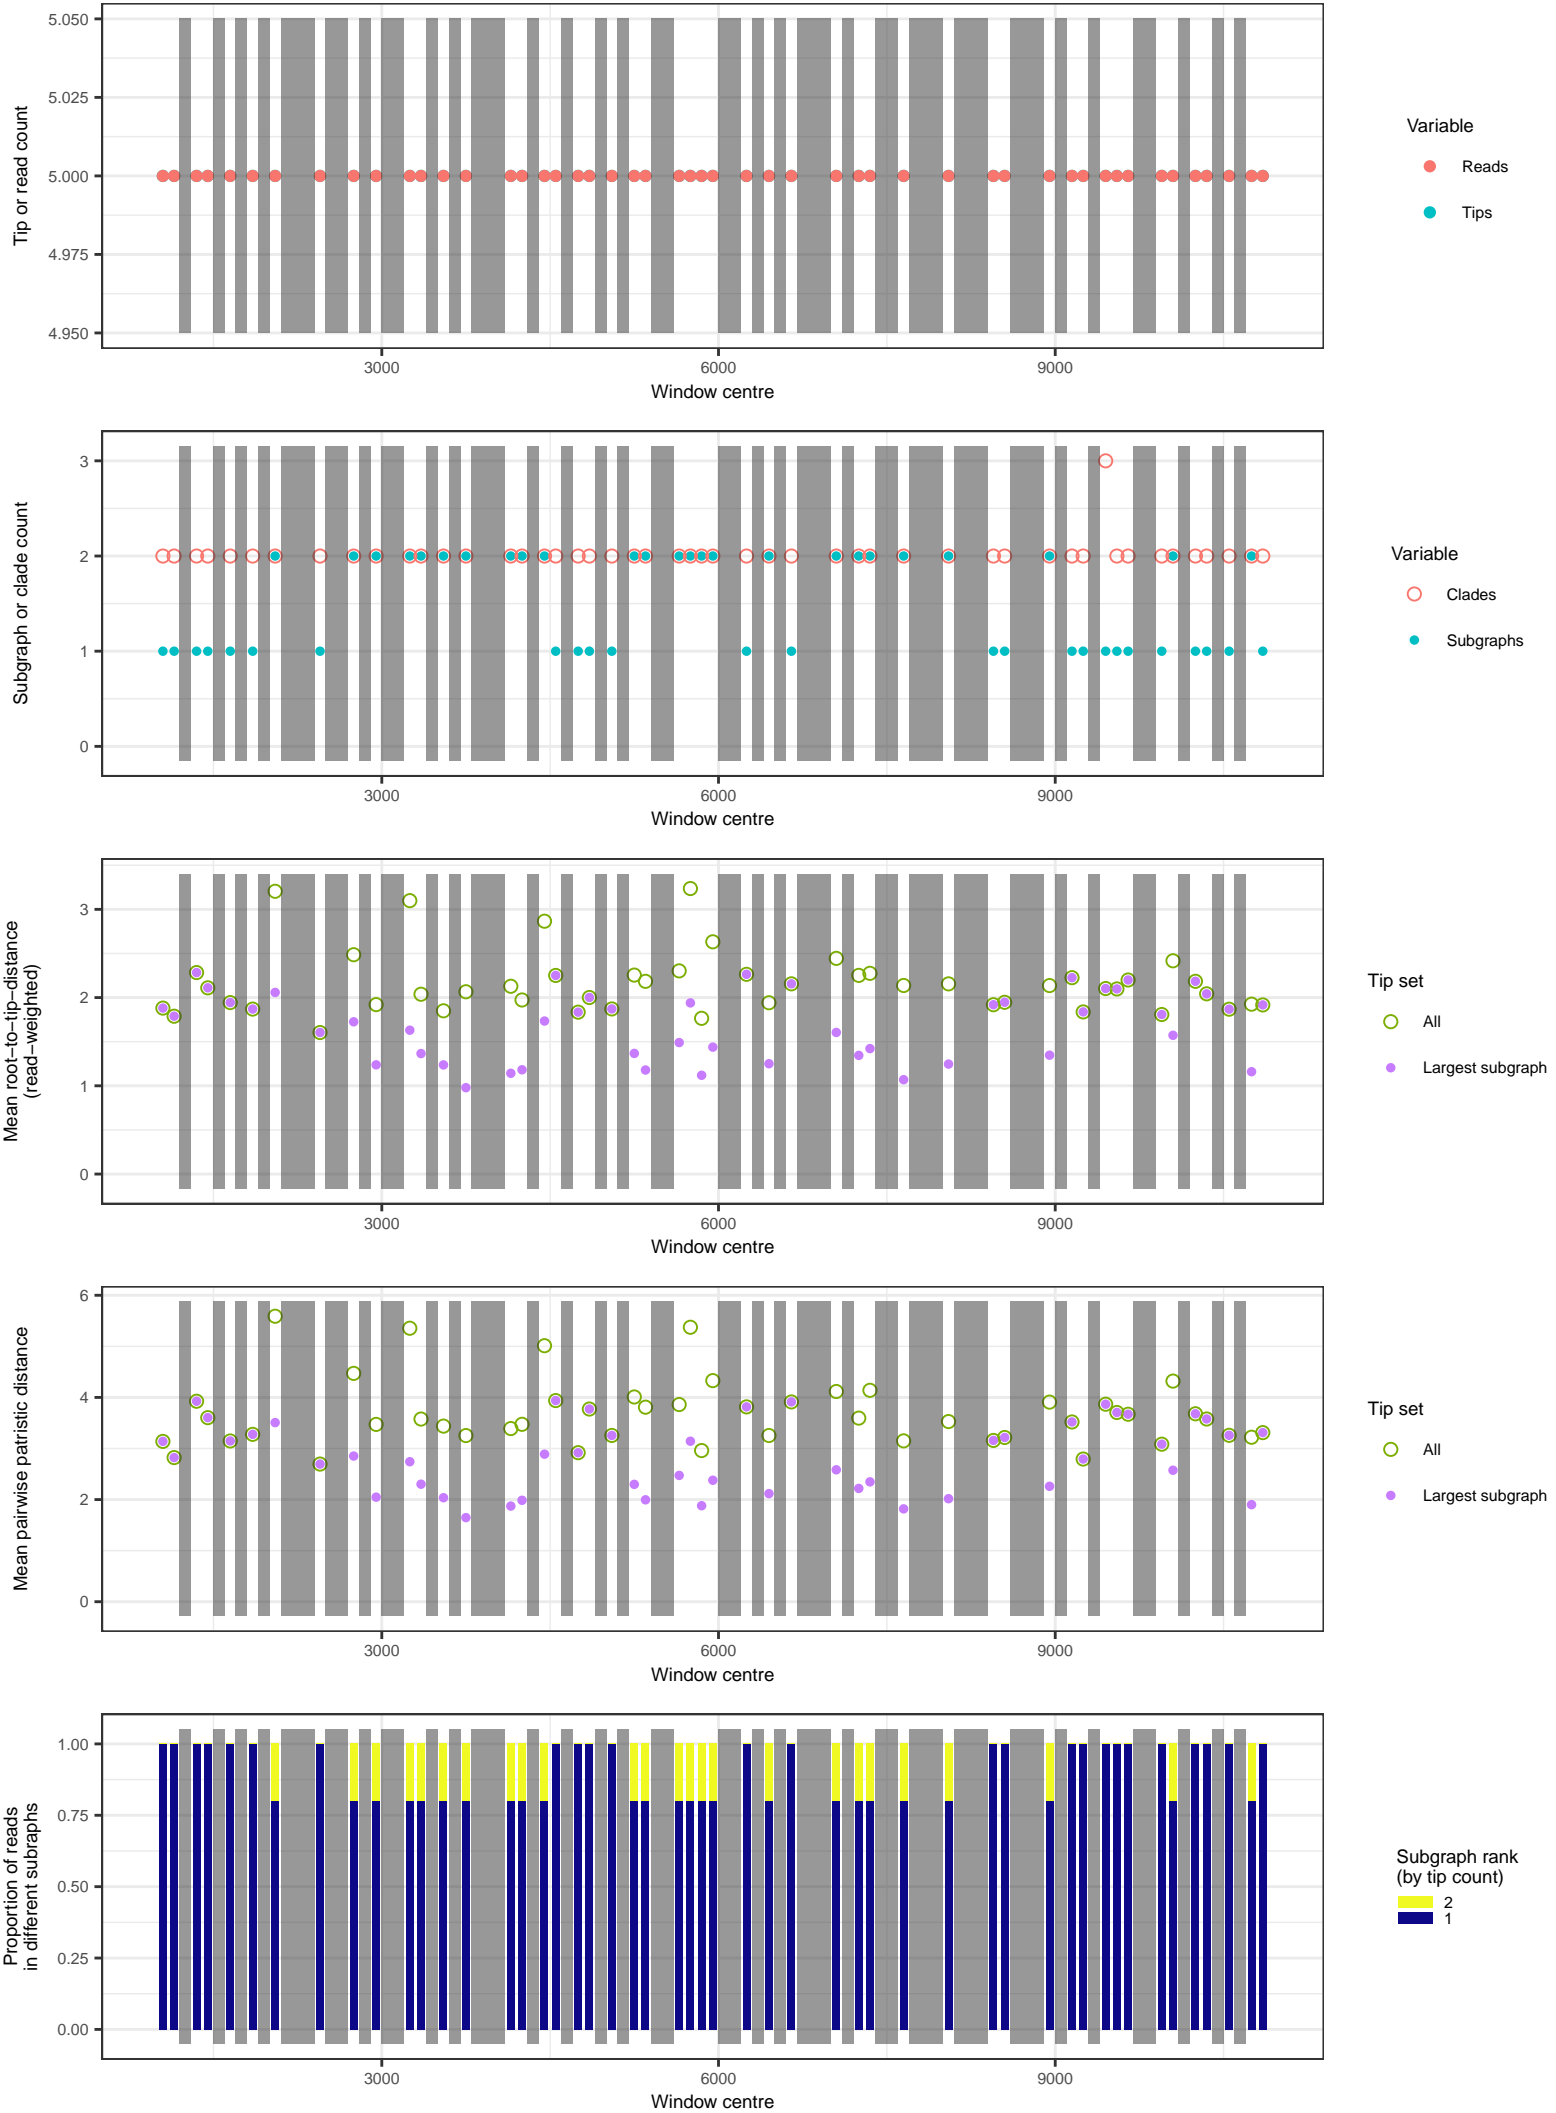 5.050
5.025
5.000
4.975
4.950
Tip or read count
3000
6000
9000
Window centre
Variable
Reads
Tips
3
2
1
0
Subgraph or clade count
3000
6000
9000
Window centre
Variable
Clades
Subgraphs
3
2
1
0
Mean root−to−tip−distance
(read−weighted)
3000
6000
9000
Window centre
Tip set
All
Largest subgraph
6
4
2
0
Mean pairwise patristic distance
3000
6000
9000
Window centre
Tip set
All
Largest subgraph
1.00
0.75
0.50
0.25
0.00
Proportion of reads
in different subraphs
3000
6000
9000
Window centre
Subgraph rank
(by tip count)
2
1